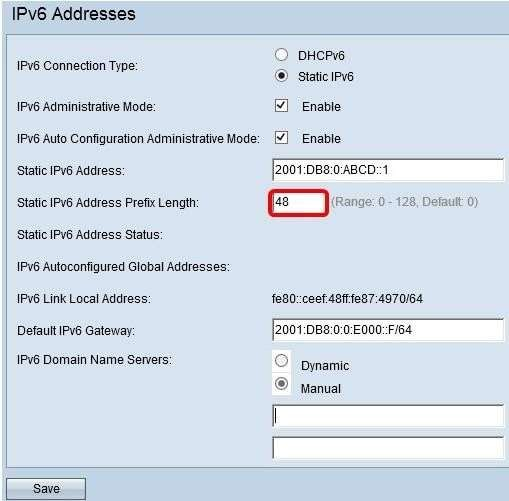 IPv6 Addresses
IPv6 Connection Type:
DHCPv6
Static IPv6
IPv6 Administrative Mode: Enable
IPv6 Auto Configuration Administrative Mode: Enable
Static IPv6 Address: 2001:DB8:0:ABCD::1
Static IPv6 Address Prefix Length: 48 (Range: 0 - 128, Default: 0)
Static IPv6 Address Status:
IPv6 Autoconfigured Global Addresses:
IPv6 Link Local Address: fe80::ceef:48ff:fe87:4970/64
Default IPv6 Gateway: 2001:DB8:0:0:E000::F/64
IPv6 Domain Name Servers: Dynamic
Manual
Save